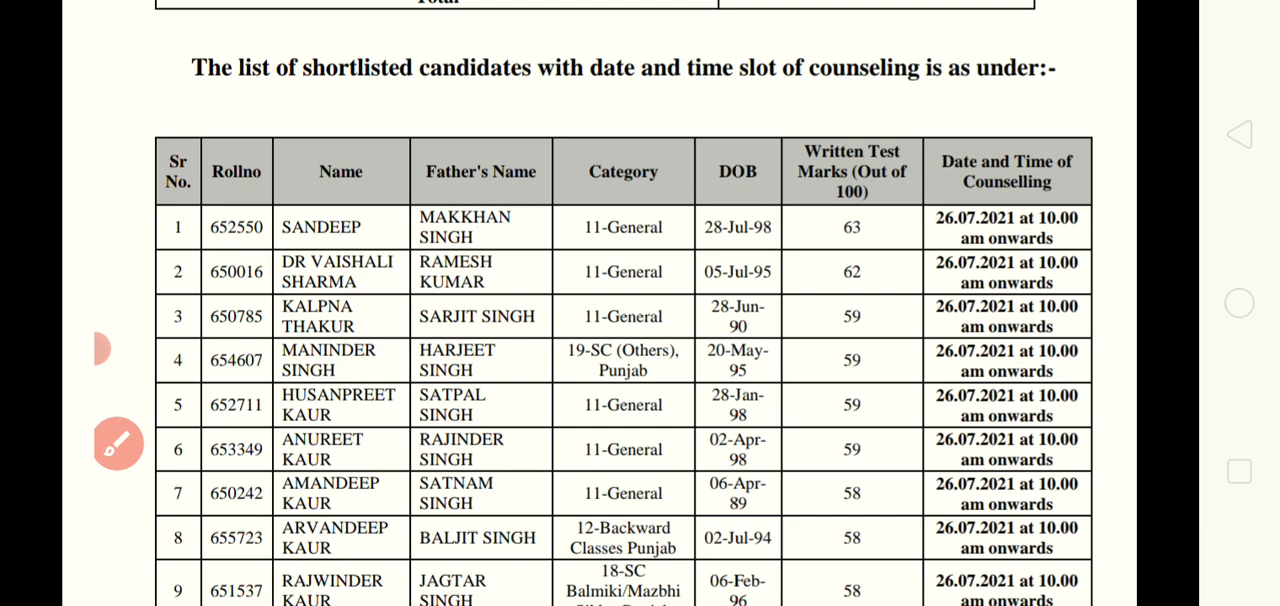 Total
The list of shortlisted candidates with date and time slot of counseling is as under:-
Sr No. Rollno Name Father's Name Category DOB Written Test Marks (Out of 100) Date and Time of Counselling
1 652550 SANDEEP MAKKHAN SINGH 11-General 28-Jul-98 63 26.07.2021 at 10.00 am onwards
2 650016 DR VAISHALI SHARMA RAMESH KUMAR 11-General 05-Jul-95 62 26.07.2021 at 10.00 am onwards
3 650785 KALPNA THAKUR SARJIT SINGH 11-General 28-Jun-90 59 26.07.2021 at 10.00 am onwards
4 654607 MANINDER SINGH HARJEET SINGH 19-SC (Others), Punjab 20-May-95 59 26.07.2021 at 10.00 am onwards
5 652711 HUSANPREET KAUR SATPAL SINGH 11-General 28-Jan-98 59 26.07.2021 at 10.00 am onwards
6 653349 ANUREET KAUR RAJINDER SINGH 11-General 02-Apr-98 59 26.07.2021 at 10.00 am onwards
7 650242 AMANDEEP KAUR SATNAM SINGH 11-General 06-Apr-89 58 26.07.2021 at 10.00 am onwards
8 655723 ARVANDEEP KAUR BALJIT SINGH 12-Backward Classes Punjab 02-Jul-94 58 26.07.2021 at 10.00 am onwards
9 651537 RAJWINDER KAUR JAGTAR SINGH 18-SC Balmiki/Mazbhi 06-Feb-96 58 26.07.2021 at 10.00 am onwards